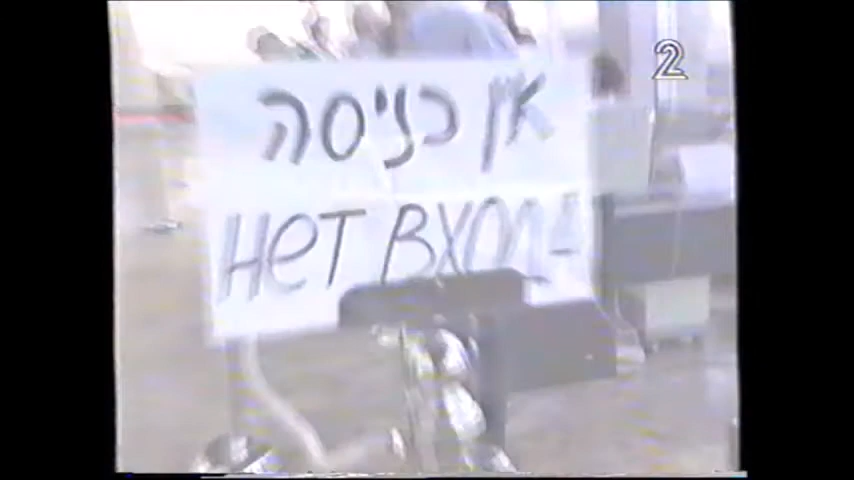 2
אין כניסה
нет входа